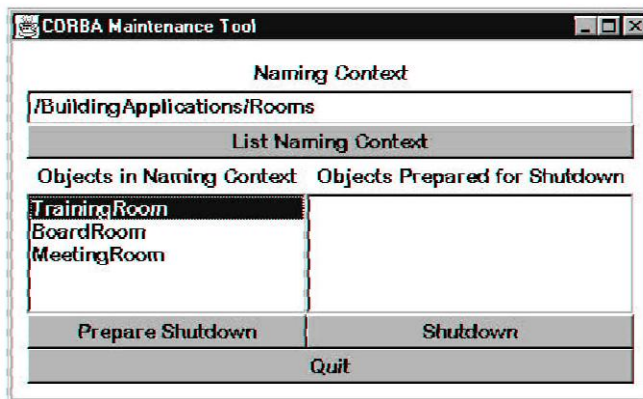 CORBA Maintenance Tool
Naming Context
/BuildingApplications/Rooms
List Naming Context
Objects in Naming Context
Objects Prepared for Shutdown
TrainingRoom
BoardRoom
MeetingRoom
Prepare Shutdown
Shutdown
Quit